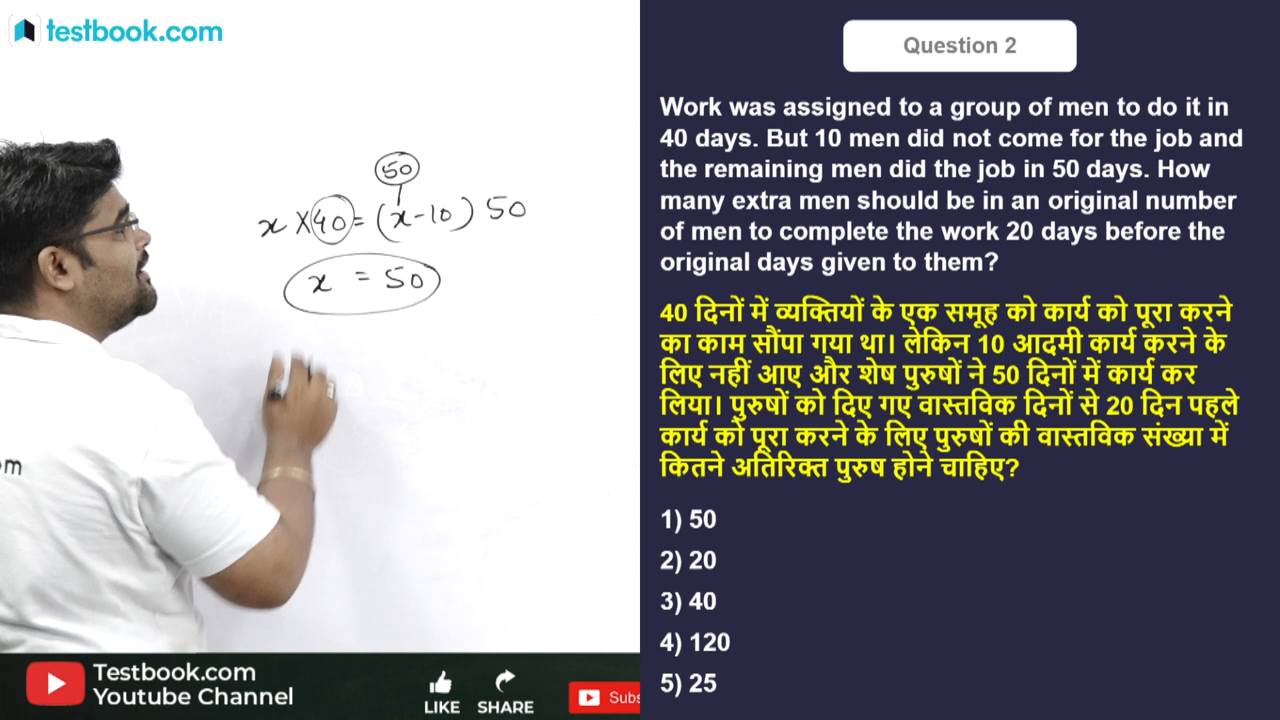 testbook.com
50
x × 40 = (x - 10) 50
x = 50
om
Testbook.com
Youtube Channel
LIKE
SHARE
Subs
Question 2
Work was assigned to a group of men to do it in
40 days. But 10 men did not come for the job and
the remaining men did the job in 50 days. How
many extra men should be in an original number
of men to complete the work 20 days before the
original days given to them?
40 दिनों में व्यक्तियों के एक समूह को कार्य को पूरा करने
का काम सौंपा गया था। लेकिन 10 आदमी कार्य करने के
लिए नहीं आए और शेष पुरुषों ने 50 दिनों में कार्य कर
लिया। पुरुषों को दिए गए वास्तविक दिनों से 20 दिन पहले
कार्य को पूरा करने के लिए पुरुषों की वास्तविक संख्या में
कितने अतिरिक्त पुरुष होने चाहिए?
1) 50
2) 20
3) 40
4) 120
5) 25